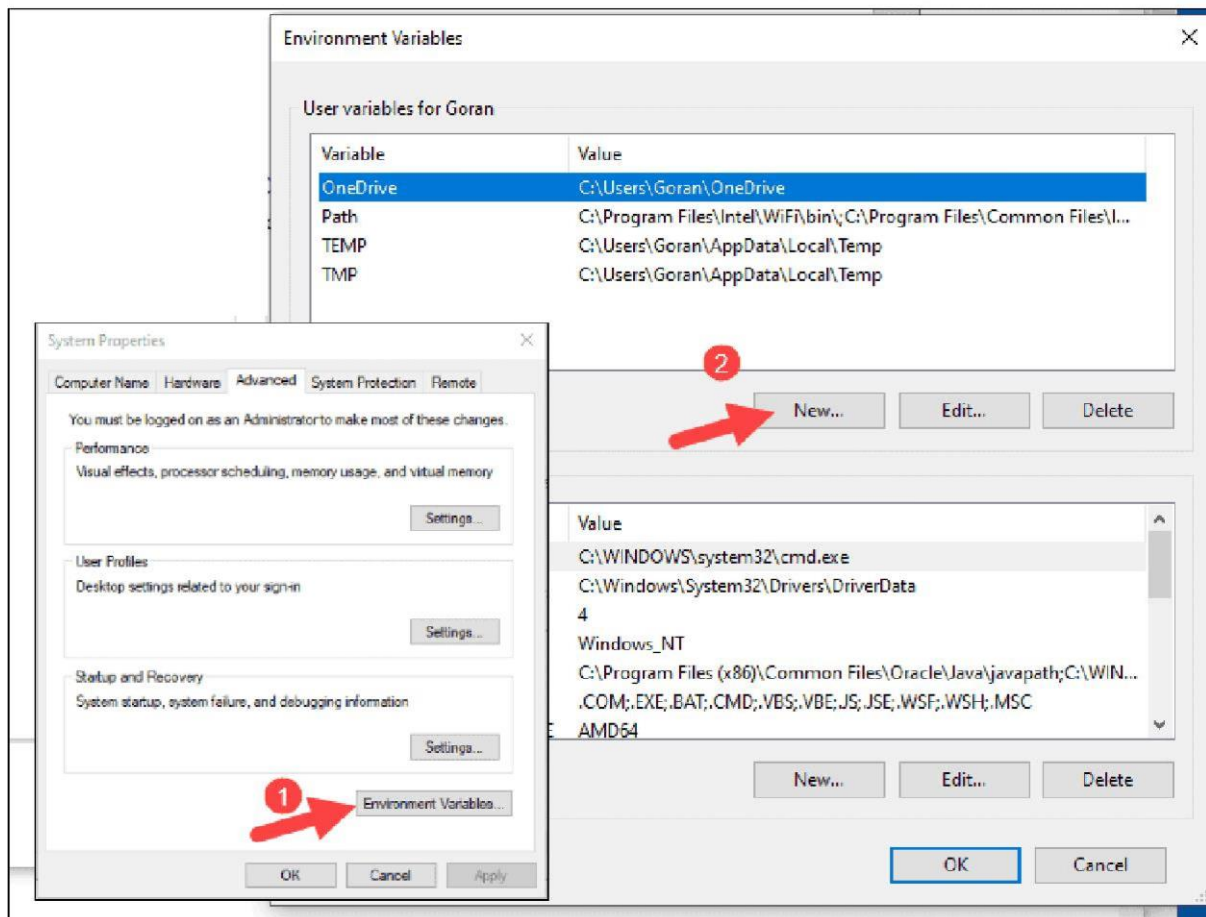 Environment Variables
User variables for Goran
Variable Value
OneDrive C:\Users\Goran\OneDrive
Path C:\Program Files\Intel\WiFi\bin\;C:\Program Files\Common Files\I...
TEMP C:\Users\Goran\AppData\Local\Temp
TMP C:\Users\Goran\AppData\Local\Temp
2
New... Edit... Delete
Value
C:\WINDOWS\system32\cmd.exe
C:\Windows\System32\Drivers\DriverData
4
Windows_NT
C:\Program Files (x86)\Common Files\Oracle\Java\javapath;C:\WIN...
.COM;.EXE;.BAT;.CMD;.VBS;.VBE;.JS;.JSE;.WSF;.WSH;.MSC
E AMD64
New... Edit... Delete
OK Cancel
System Properties
Computer Name Hardware Advanced System Protection Remote
You must be logged on as an Administrator to make most of these changes.
Performance
Visual effects, processor scheduling, memory usage, and virtual memory
Settings...
User Profiles
Desktop settings related to your sign-in
Settings...
Startup and Recovery
System startup, system failure, and debugging information
Settings...
1
Environment Variables...
OK Cancel Apply